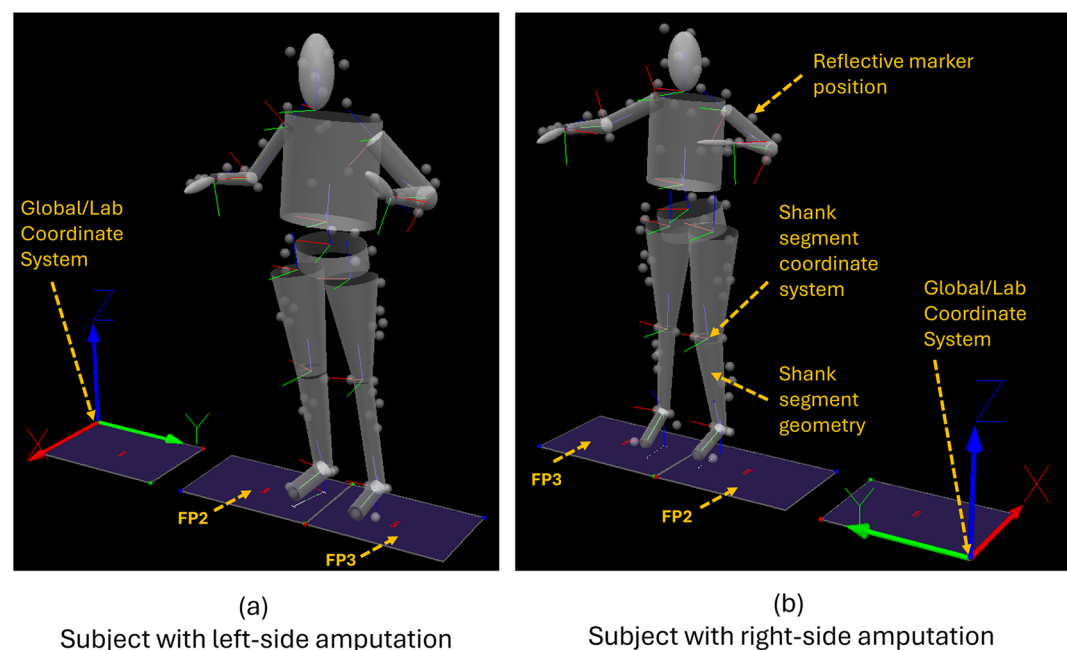 Global/Lab
Coordinate
System
Z
X
Y
FP2
FP3
Reflective marker
position
Shank
segment
coordinate
system
Global/Lab
Coordinate
System
Shank
segment
geometry
Z
X
Y
FP3
FP2
(a)
Subject with left-side amputation
(b)
Subject with right-side amputation